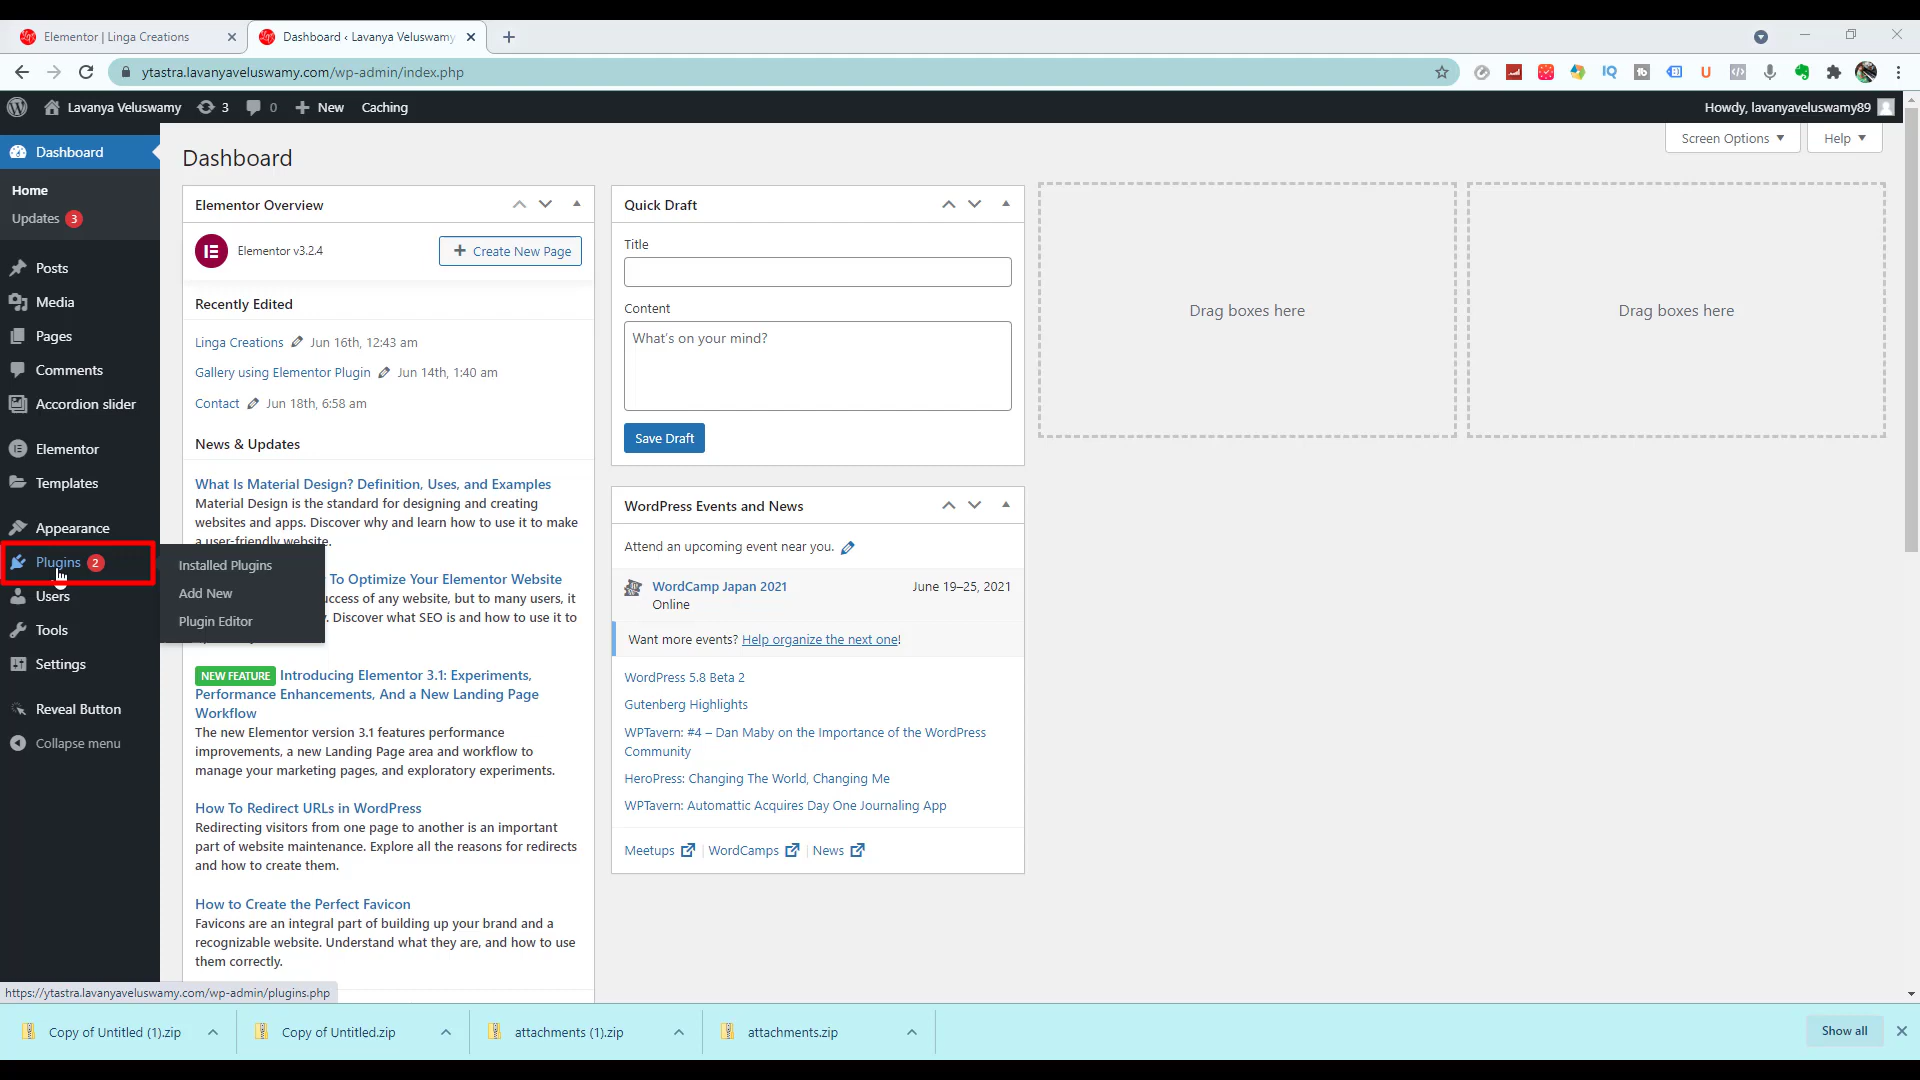 Elementor | Linga Creations
Dashboard ‹ Lavanya Veluswamy
ytastra.lavanyaveluswamy.com/wp-admin/index.php
Lavanya Veluswamy 3 0 New Caching
Howdy, lavanyaveluswamy89
Screen Options
Help
Dashboard
Home
Updates 3
Posts
Media
Pages
Comments
Accordion slider
Elementor
Templates
Appearance
Plugins 2
Users
Tools
Settings
Reveal Button
Collapse menu
Installed Plugins
Add New
Plugin Editor
Dashboard
Elementor Overview
Elementor v3.2.4
Create New Page
Recently Edited
Linga Creations Jun 16th, 12:43 am
Gallery using Elementor Plugin Jun 14th, 1:40 am
Contact Jun 18th, 6:58 am
News & Updates
What Is Material Design? Definition, Uses, and Examples
Material Design is the standard for designing and creating
websites and apps. Discover why and learn how to use it to make
a user-friendly website.
To Optimize Your Elementor Website
uccess of any website, but to many users, it
. Discover what SEO is and how to use it to
NEW FEATURE Introducing Elementor 3.1: Experiments,
Performance Enhancements, And a New Landing Page
Workflow
The new Elementor version 3.1 features performance
improvements, a new Landing Page area and workflow to
manage your marketing pages, and exploratory experiments.
How To Redirect URLs in WordPress
Redirecting visitors from one page to another is an important
part of website maintenance. Explore all the reasons for redirects
and how to create them.
How to Create the Perfect Favicon
Favicons are an integral part of building up your brand and a
recognizable website. Understand what they are, and how to use
them correctly.
Quick Draft
Title
Content
What's on your mind?
Save Draft
WordPress Events and News
Attend an upcoming event near you.
WordCamp Japan 2021 June 19–25, 2021
Online
Want more events? Help organize the next one!
WordPress 5.8 Beta 2
Gutenberg Highlights
WPTavern: #4 – Dan Maby on the Importance of the WordPress
Community
HeroPress: Changing The World, Changing Me
WPTavern: Automattic Acquires Day One Journaling App
Meetups | WordCamps | News
Drag boxes here
Drag boxes here
https://ytastra.lavanyaveluswamy.com/wp-admin/plugins.php
Copy of Untitled (1).zip
Copy of Untitled.zip
attachments (1).zip
attachments.zip
Show all